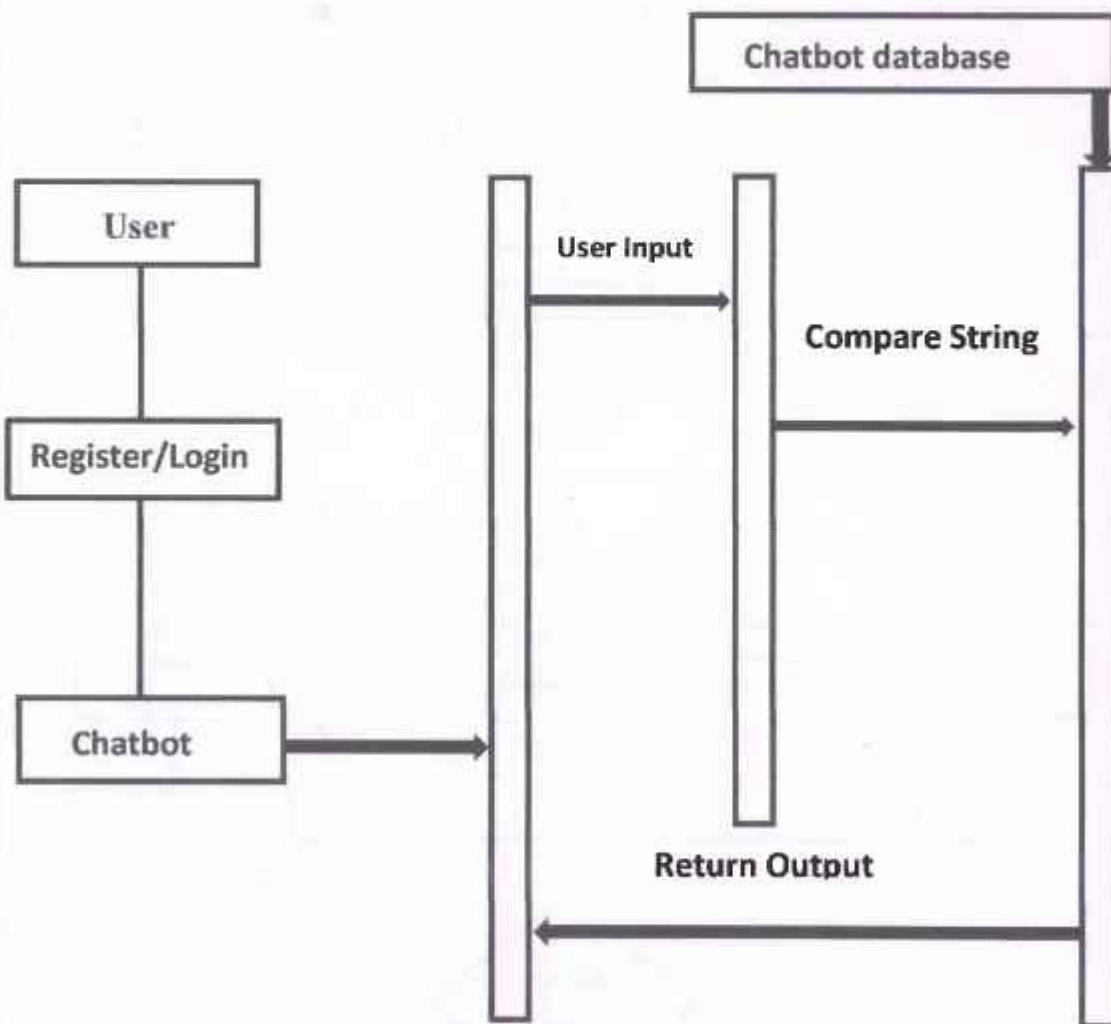 Chatbot database
User
User Input
Compare String
Register/Login
Chatbot
Return Output